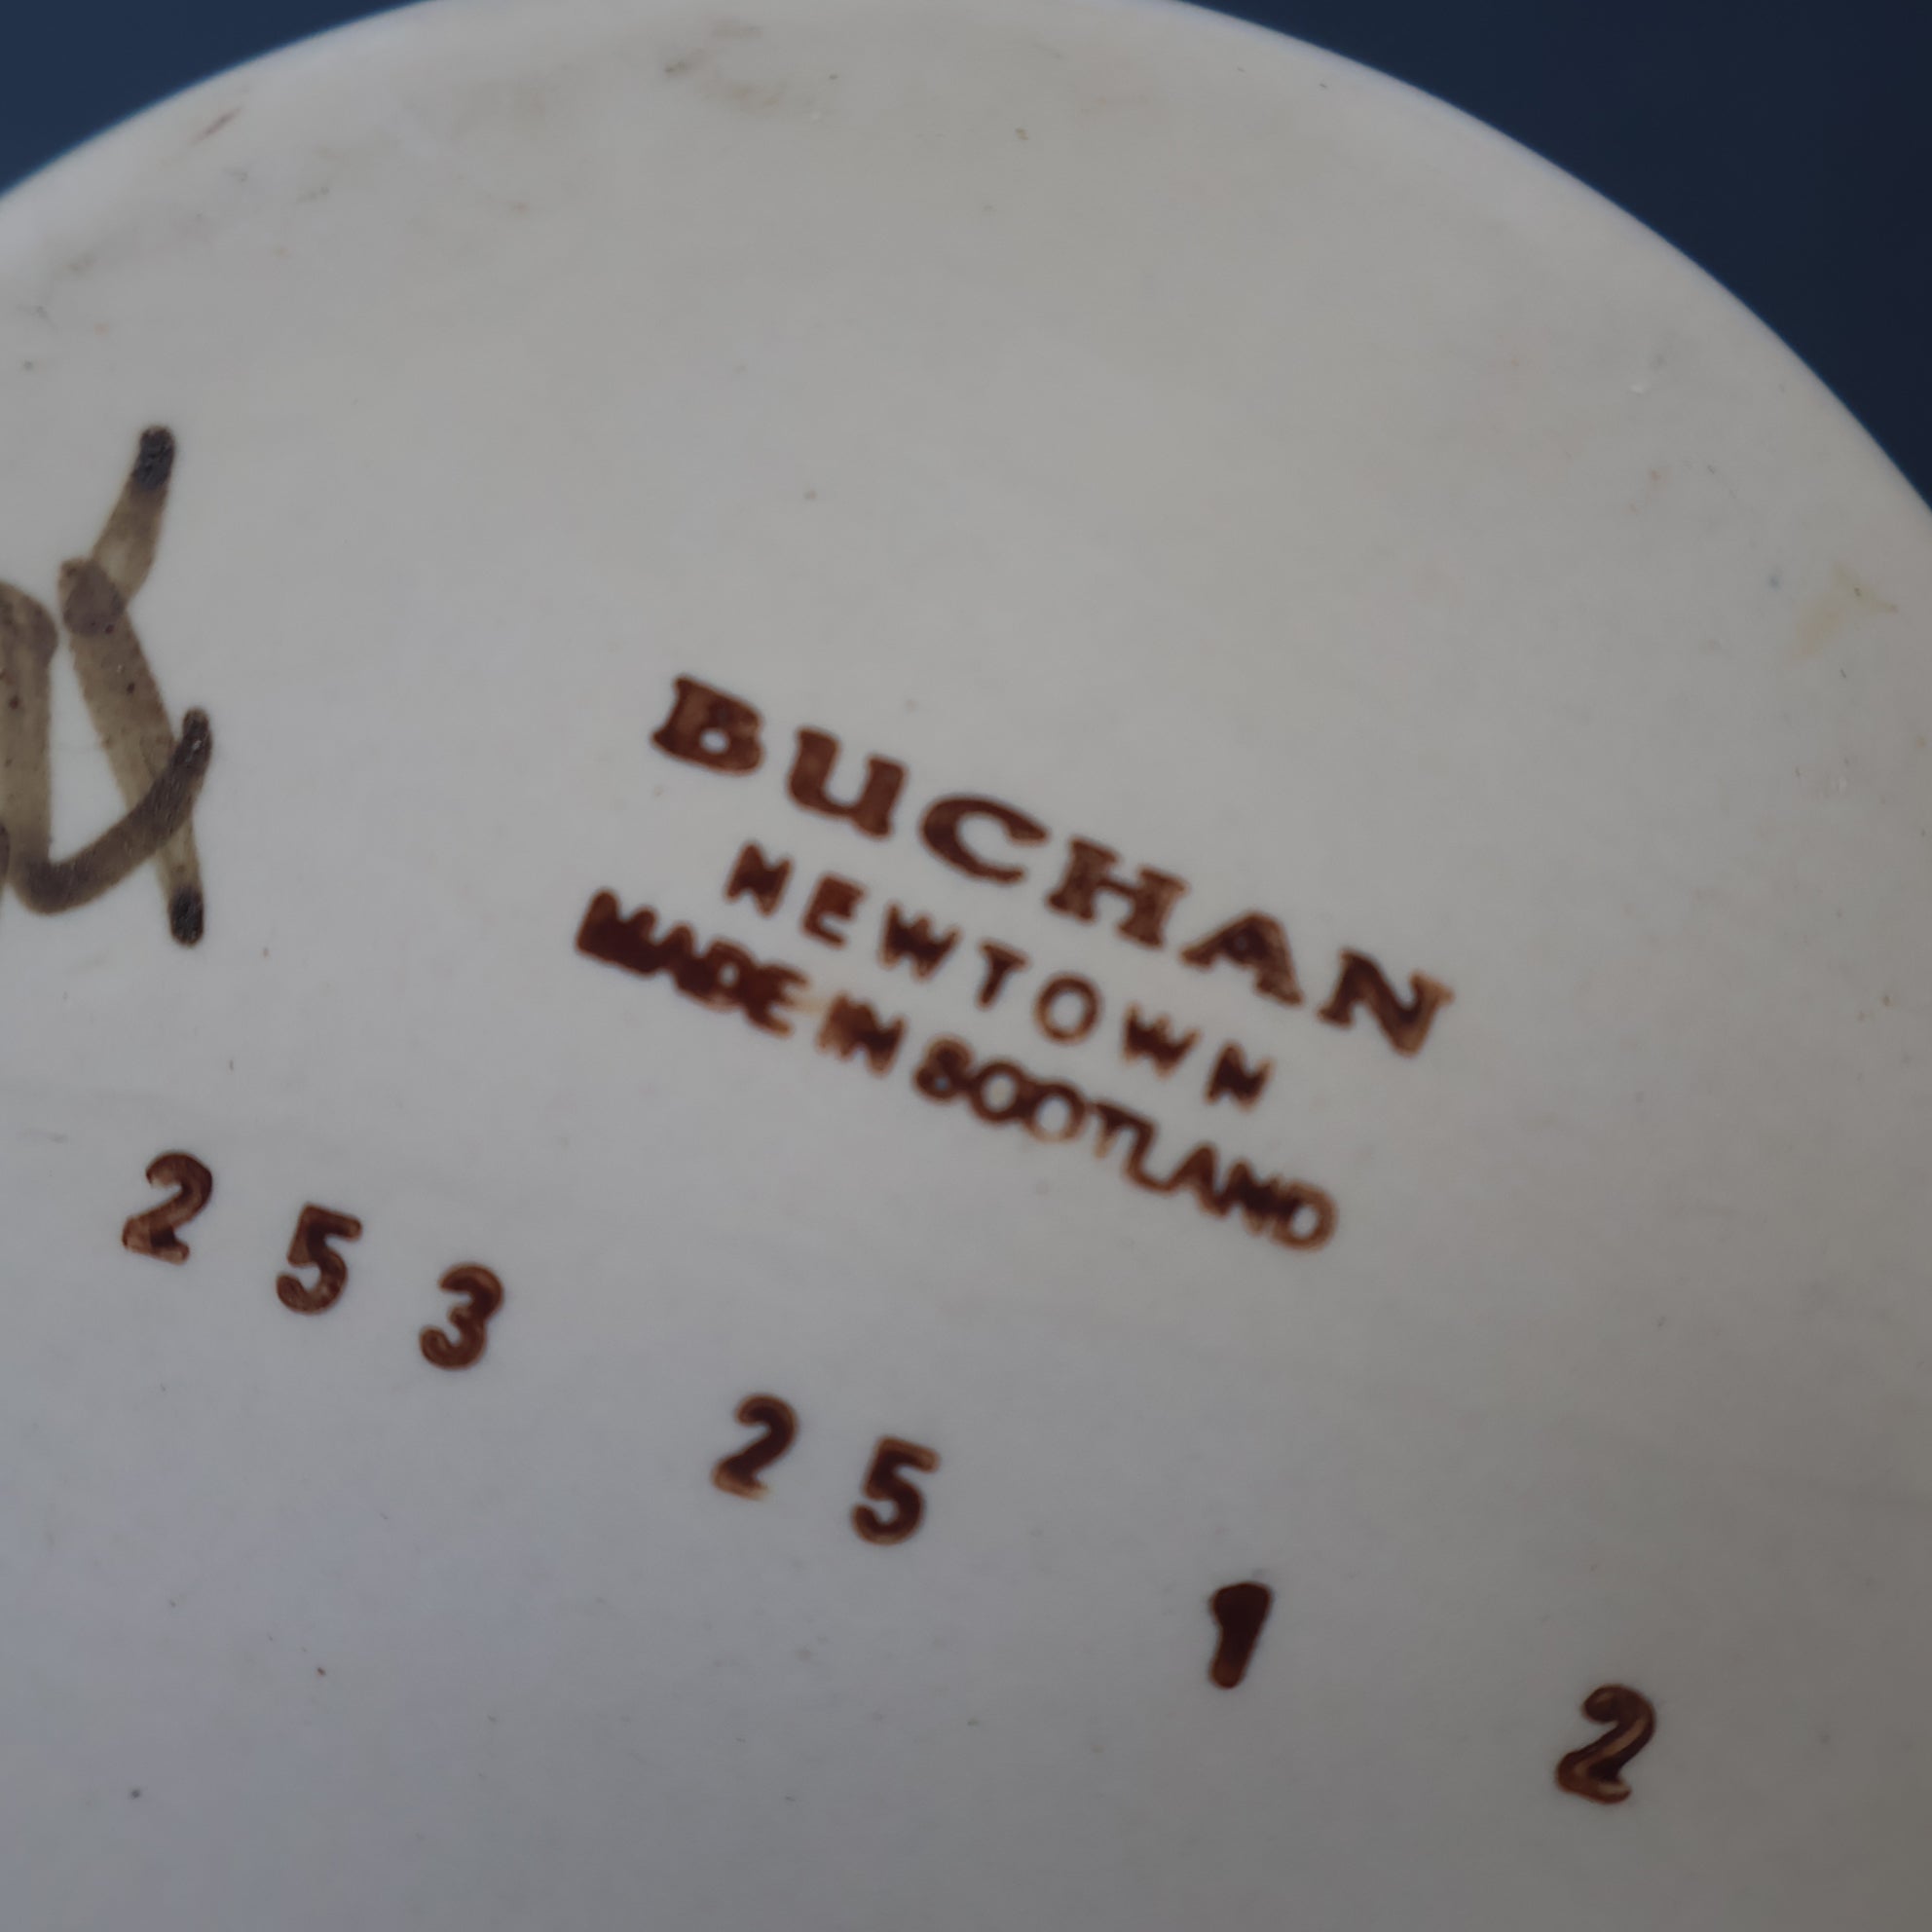 BUCHAN
NEWTOWN
MADE IN SCOTLAND
253 25 1 2